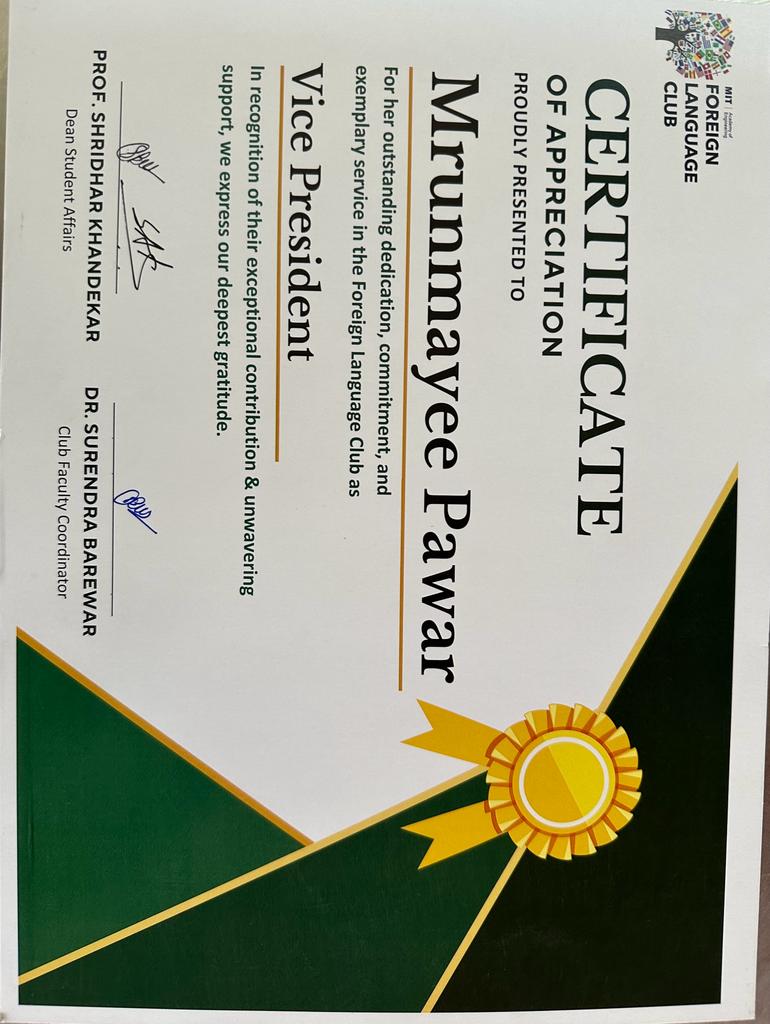 MIT | Academy of Engineering
FOREIGN
LANGUAGE
CLUB
CERTIFICATE
OF APPRECIATION
PROUDLY PRESENTED TO
Mrunmayee Pawar
For her outstanding dedication, commitment, and
exemplary service in the Foreign Language Club as
Vice President
In recognition of their exceptional contribution & unwavering
support, we express our deepest gratitude.
SAK
PROF. SHRIDHAR KHANDEKAR
Dean Student Affairs
DR. SURENDRA BAREWAR
Club Faculty Coordinator